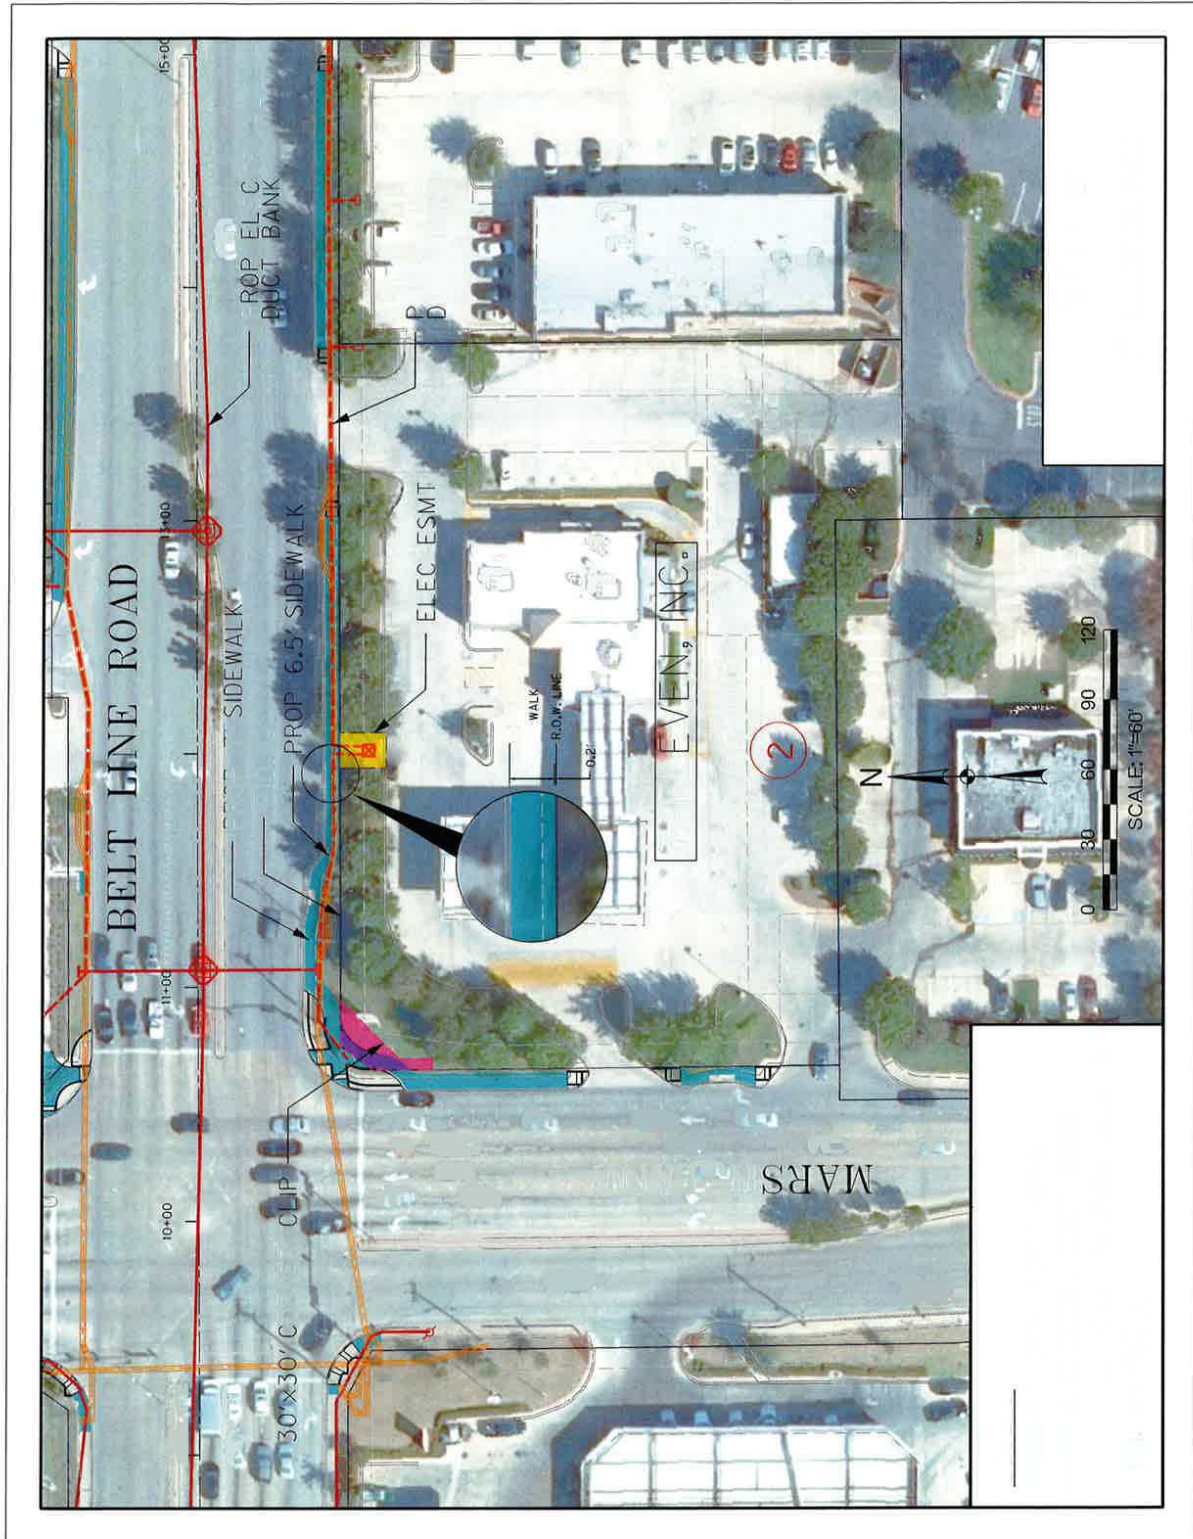 BELT LINE ROAD
15+00
13+00
11+00
10+00
PROP EL C
DUCT BANK
P
D
SIDEWALK
PROP 6.5' SIDEWALK
ELEC ESMT
WALK
R.O.W. LINE
0.2'
EVEN, INC.
2
N
0 30 60 90 120
SCALE: 1"=60'
30'X30' C CLIP
MARS